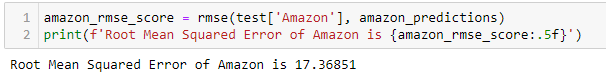 1 amazon_rmse_score = rmse(test['Amazon'], amazon_predictions)
2 print(f'Root Mean Squared Error of Amazon is {amazon_rmse_score:.5f}')
Root Mean Squared Error of Amazon is 17.36851